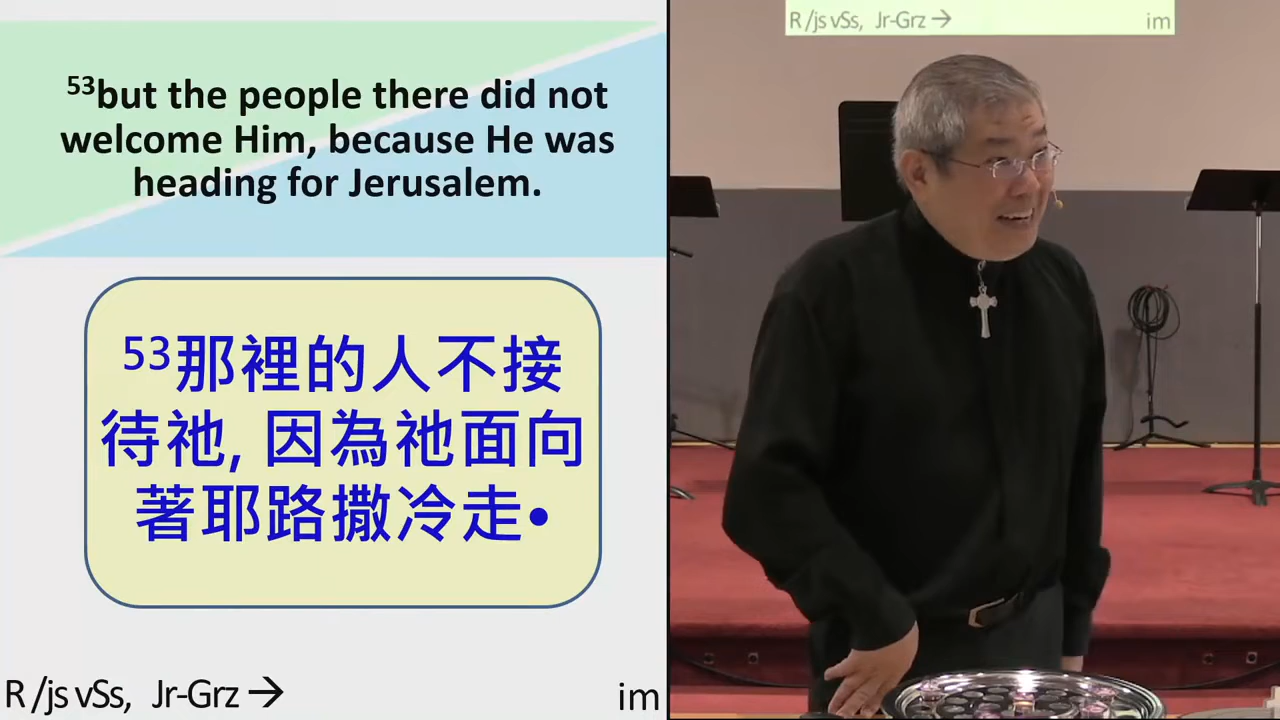 ⁵³but the people there did not
welcome Him, because He was
heading for Jerusalem.
⁵³那裡的人不接
待祂, 因為祂面向
著耶路撒冷走•
R /js vSs, Jr-Grz → im
R /js vSs, Jr-Grz → im